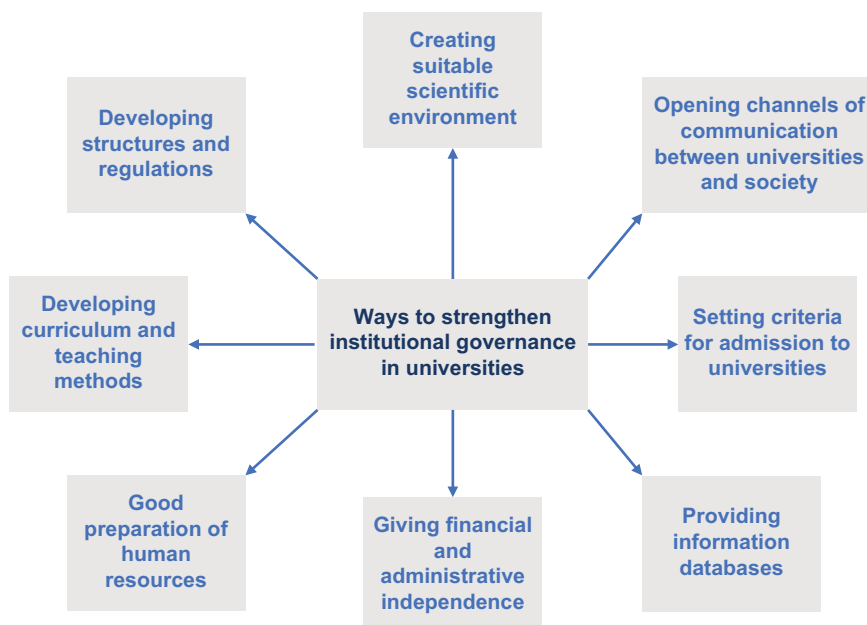 Creating
suitable
scientific
environment
Developing
structures and
regulations
Opening channels of
communication
between universities
and society
Developing
curriculum and
teaching
methods
Ways to strengthen
institutional governance
in universities
Setting criteria
for admission to
universities
Good
preparation of
human
resources
Giving financial
and
administrative
independence
Providing
information
databases